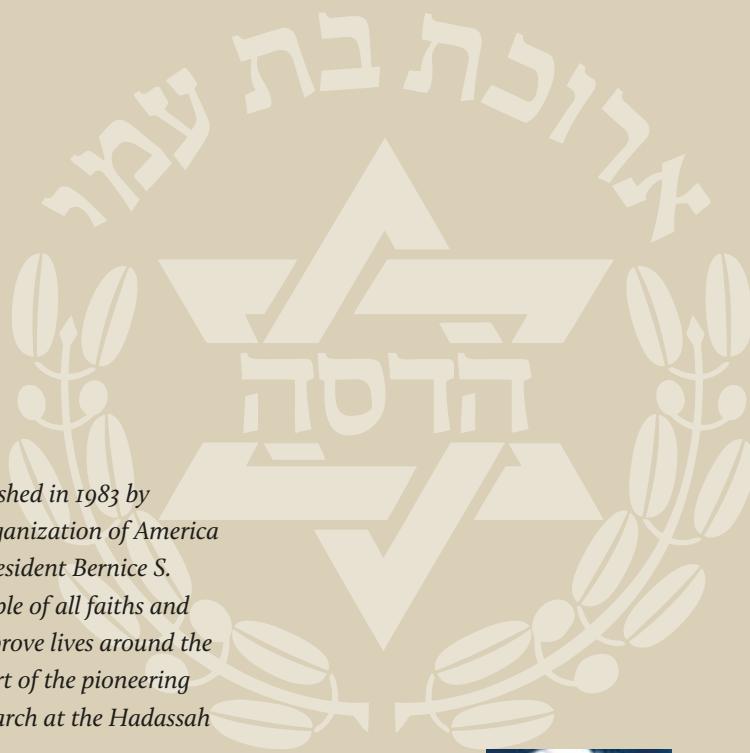 ארוכת בת עמו
הדסה
shed in 1983 by
ganization of America
esident Bernice S.
ple of all faiths and
prove lives around the
rt of the pioneering
arch at the Hadassah